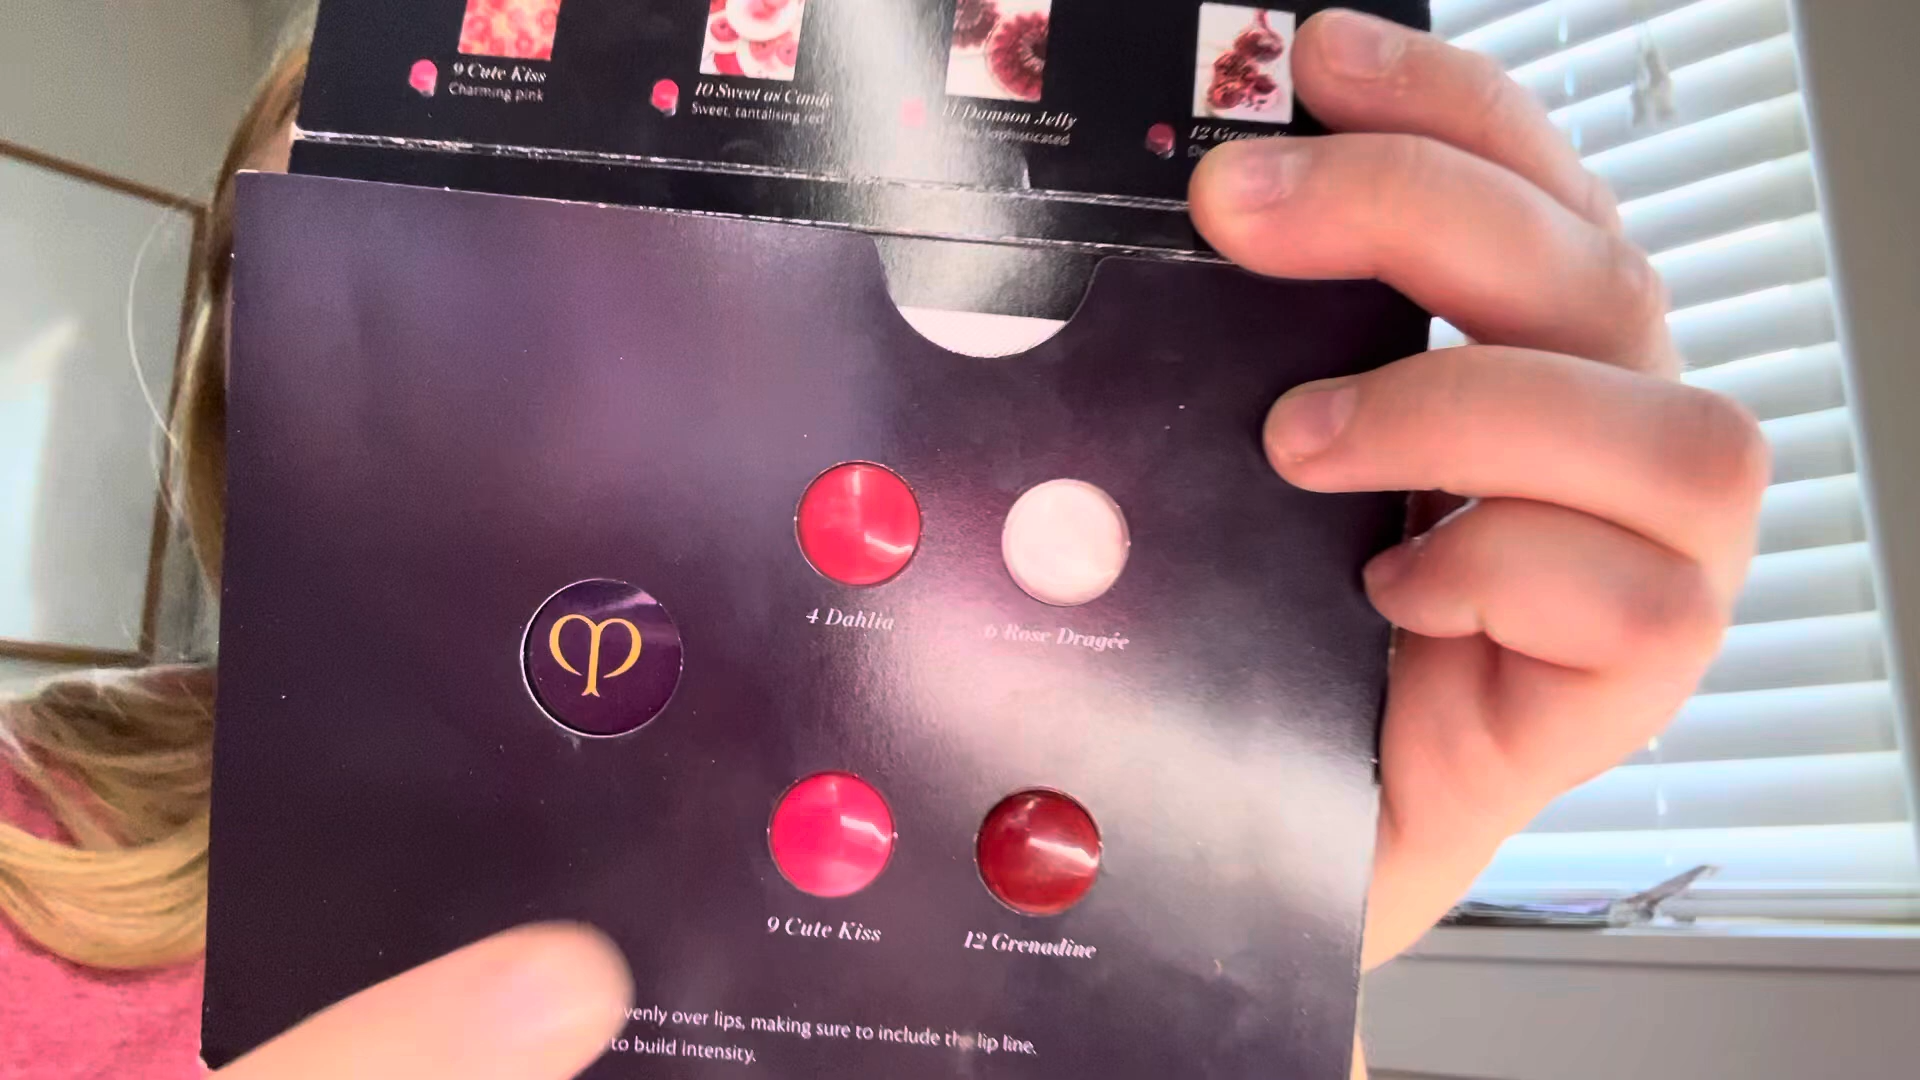 9 Cute Kiss
Charming pink
10 Sweet as Candy
Sweet, tantalising red
11 Damson Jelly
sophisticated
12
4 Dahlia
6 Rose Dragée
9 Cute Kiss
12 Grenadine
venly over lips, making sure to include the lip line.
to build intensity.